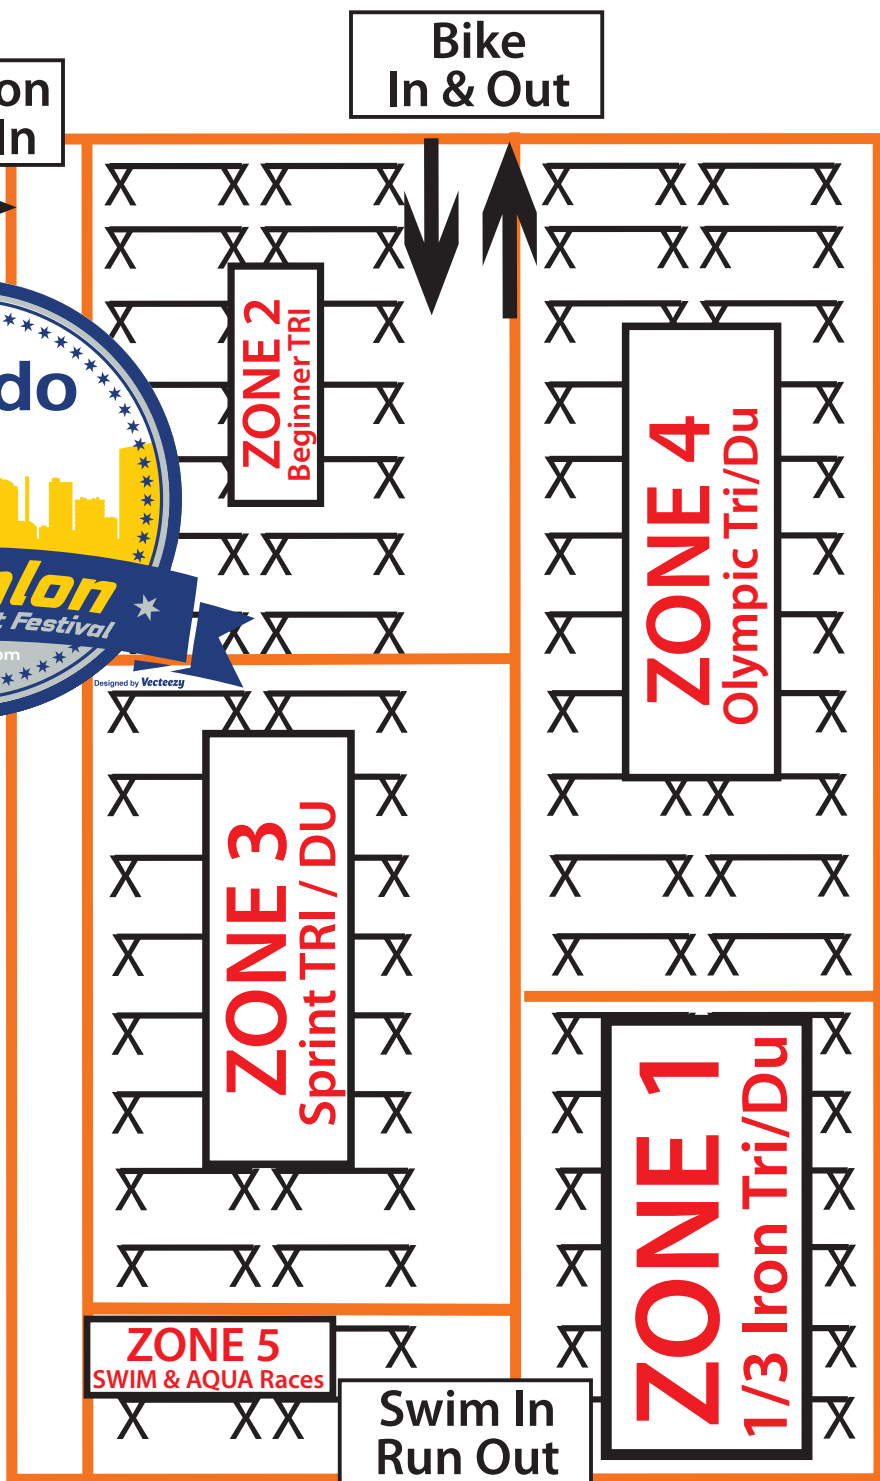 Bike
In & Out
on
In
ZONE 2
Beginner TRI
do
ZONE 4
Olympic Tri/Du
lon
t Festival
om
Designed by Vecteezy
ZONE 3
Sprint TRI / DU
ZONE 1
1/3 Iron Tri/Du
ZONE 5
SWIM & AQUA Races
Swim In
Run Out